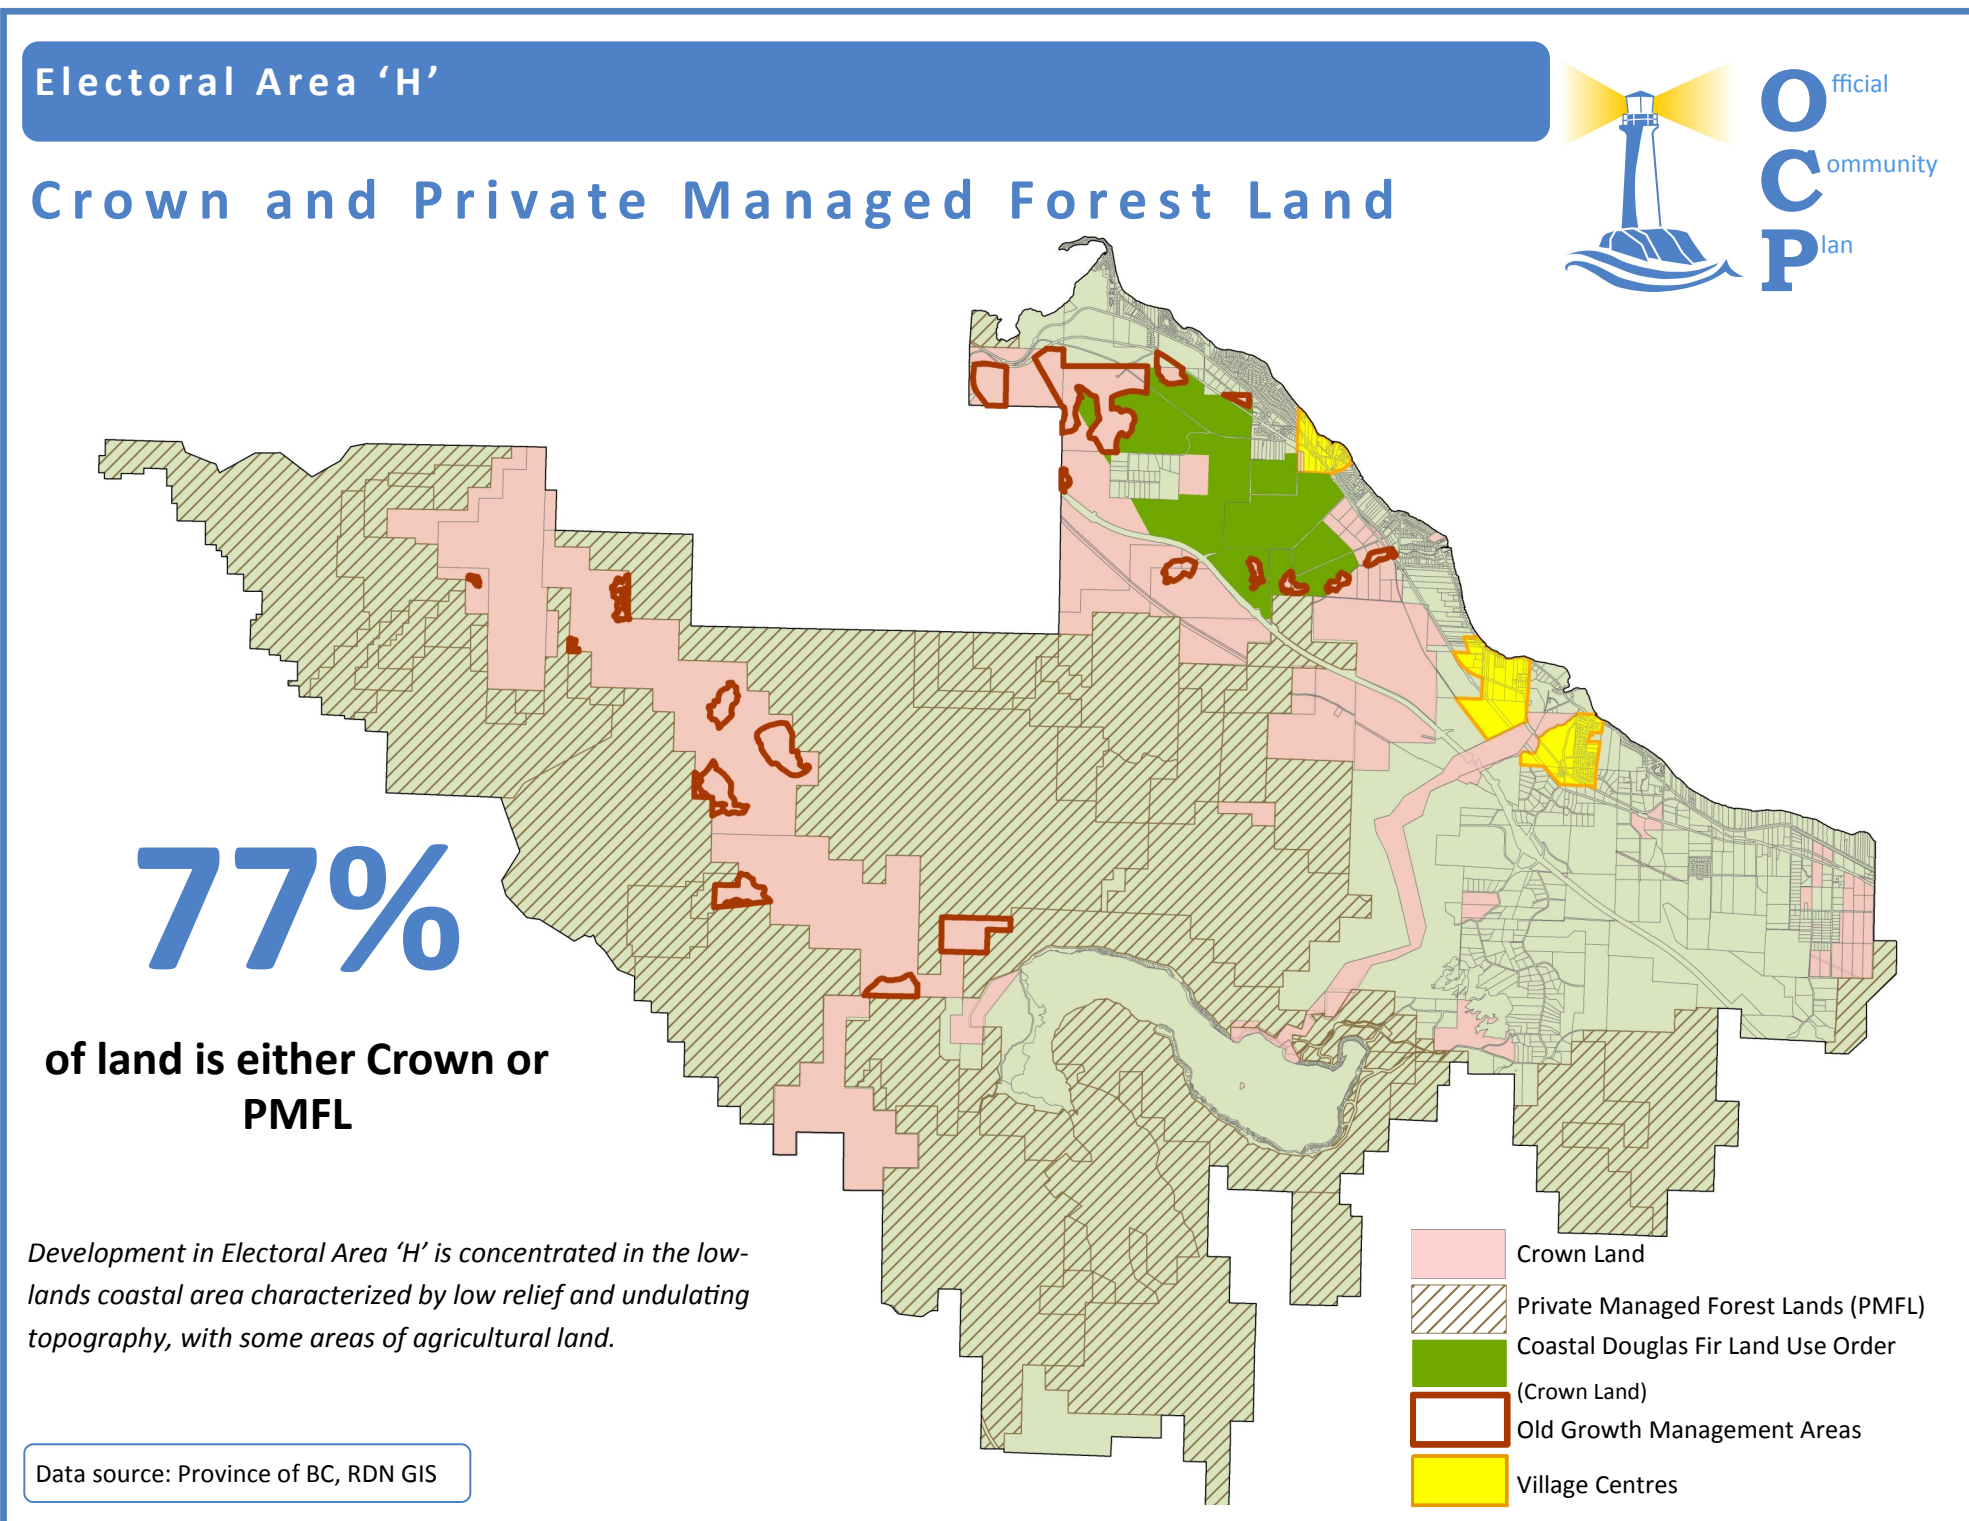 Electoral Area ‘H’
Official
Community
Plan
Crown and Private Managed Forest Land
77%
of land is either Crown or
PMFL
Development in Electoral Area ‘H’ is concentrated in the low-
lands coastal area characterized by low relief and undulating
topography, with some areas of agricultural land.
Data source: Province of BC, RDN GIS
Crown Land
Private Managed Forest Lands (PMFL)
Coastal Douglas Fir Land Use Order
(Crown Land)
Old Growth Management Areas
Village Centres